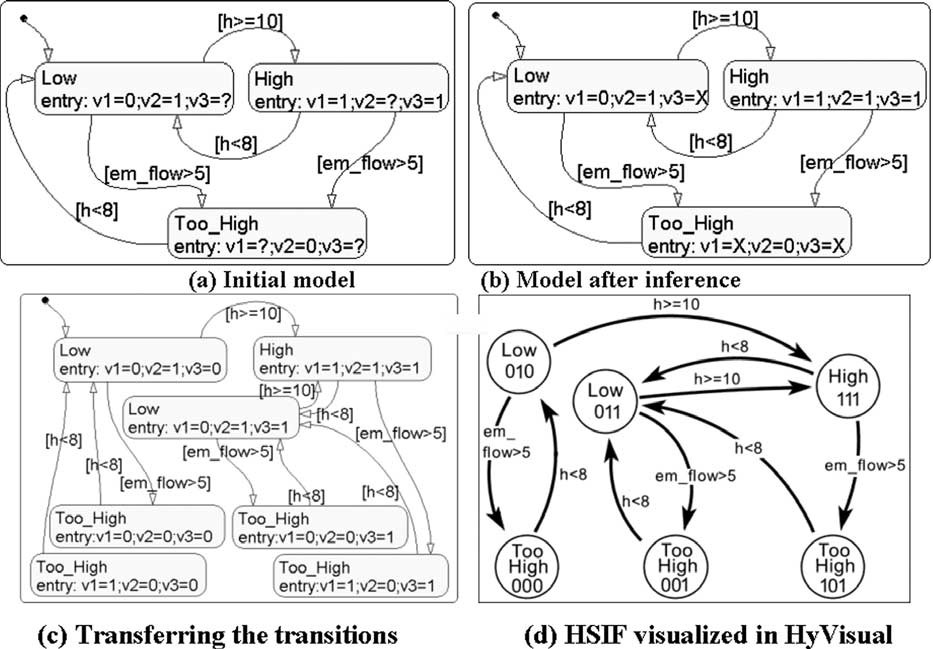 [h>=10]
Low
entry: v1=0;v2=1;v3=?
High
entry: v1=1;v2=?;v3=1
[h<8]
[em_flow>5]
[em_flow>5]
[h<8]
Too_High
entry: v1=?;v2=0;v3=?
(a) Initial model
[h>=10]
Low
entry: v1=0;v2=1;v3=X
High
entry: v1=1;v2=1;v3=1
[h<8]
[em_flow>5]
[em_flow>5]
[h<8]
Too_High
entry: v1=X;v2=0;v3=X
(b) Model after inference
[h>=10]
Low
entry: v1=0;v2=1;v3=0
High
entry: v1=1;v2=1;v3=1
[h>=10]
Low
entry: v1=0;v2=1;v3=1
[h<8]
[h<8]
[em_flow>5]
[em_flow>5]
[h<8]
[em_flow>5]
[h<8]
[h<8]
Too_High
entry:v1=0;v2=0;v3=0
Too_High
entry:v1=0;v2=0;v3=1
Too_High
entry:v1=1;v2=0;v3=0
Too_High
entry:v1=1;v2=0;v3=1
(c) Transferring the transitions
h>=10
Low
010
h<8
Low
011
h>=10
High
111
em_
flow>5
h<8
h<8
em_flow>5
h<8
em_flow>5
Too
High
000
Too
High
001
Too
High
101
(d) HSIF visualized in HyVisual